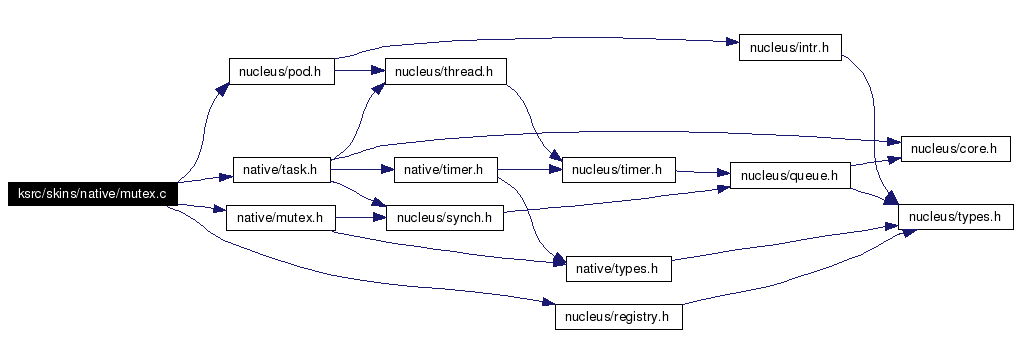 nucleus/intr.h
nucleus/pod.h
nucleus/thread.h
nucleus/core.h
native/task.h
native/timer.h
nucleus/timer.h
nucleus/queue.h
ksrc/skins/native/mutex.c
native/mutex.h
nucleus/synch.h
nucleus/types.h
native/types.h
nucleus/registry.h